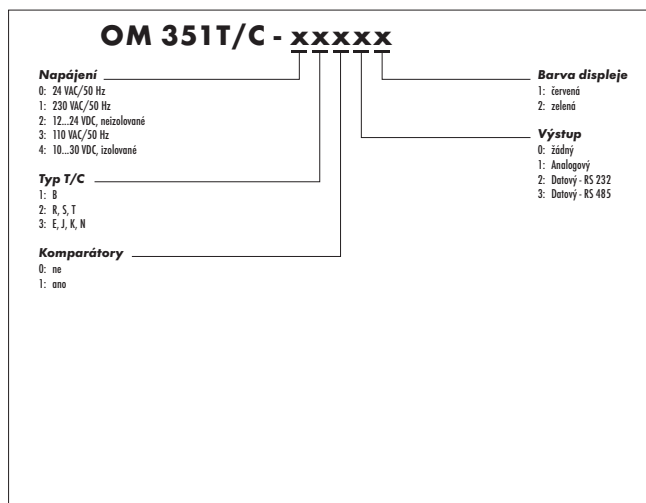 OM 351T/C - xxxxx
Napájení
0: 24 VAC/50 Hz
1: 230 VAC/50 Hz
2: 12...24 VDC, neizolované
3: 110 VAC/50 Hz
4: 10...30 VDC, izolované
Typ T/C
1: B
2: R, S, T
3: E, J, K, N
Komparátory
0: ne
1: ano
Barva displeje
1: červená
2: zelená
Výstup
0: žádný
1: Analogový
2: Datový - RS 232
3: Datový - RS 485